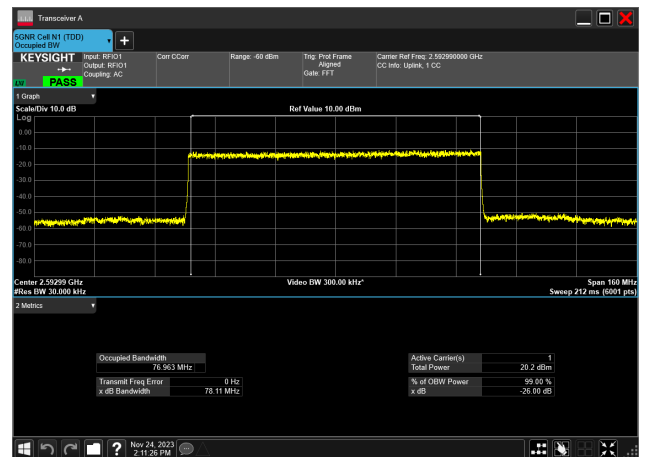 Transceiver A
5GNR Cell N1 (TDD)
Occupied BW
KEYSIGHT
LXI
PASS
Input: RFIO1
Output: RFIO1
Coupling: AC
Corr CCorr
Range: -60 dBm
Trig: Prot Frame
Aligned
Gate: FFT
Carrier Ref Freq: 2.592990000 GHz
CC Info: Uplink, 1 CC
1 Graph
Scale/Div 10.0 dB
Ref Value 10.00 dBm
Log
0.00
-10.0
-20.0
-30.0
-40.0
-50.0
-60.0
-70.0
-80.0
Center 2.59299 GHz
#Res BW 30.000 kHz
Video BW 300.00 kHz*
Span 160 MHz
Sweep 212 ms (6001 pts)
2 Metrics
Occupied Bandwidth
76.963 MHz
Transmit Freq Error 0 Hz
x dB Bandwidth 78.11 MHz
Active Carrier(s) 1
Total Power 20.2 dBm
% of OBW Power 99.00 %
x dB -26.00 dB
Nov 24, 2023
2:11:26 PM